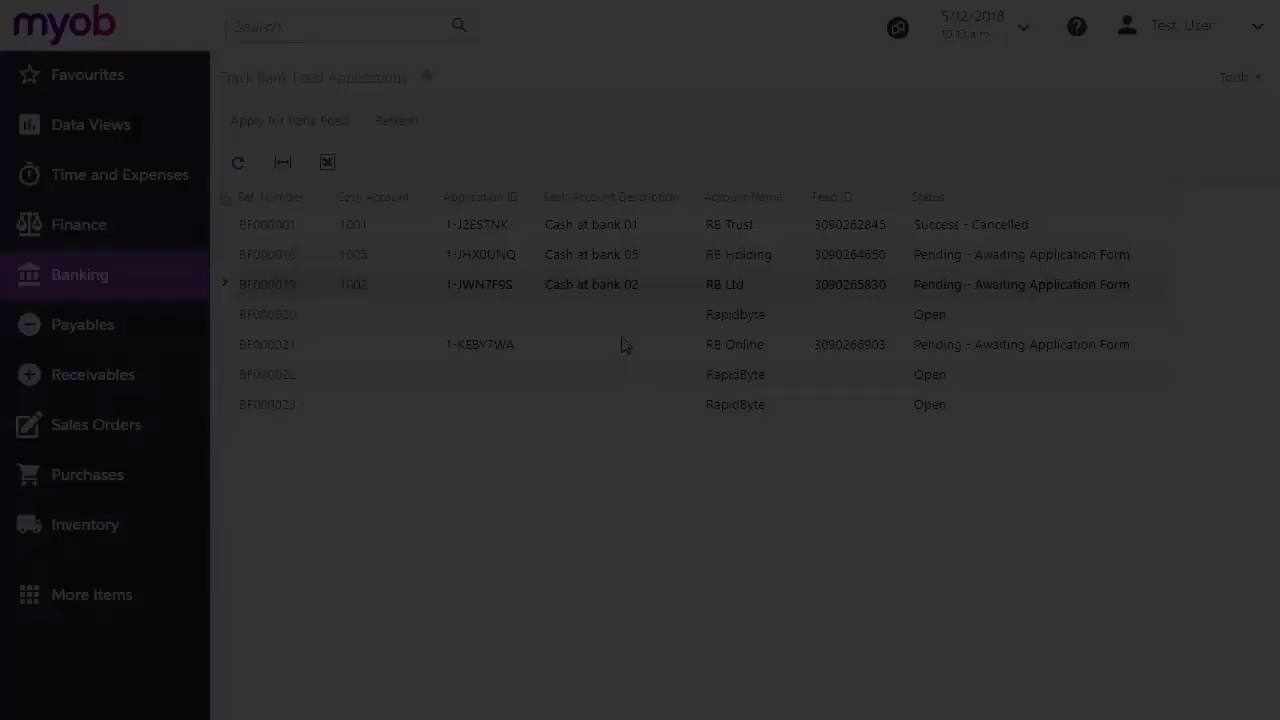 myob
Search...
5/12/2018
10:13 a.m.
Test, User
Favourites
Data Views
Time and Expenses
Finance
Banking
Payables
Receivables
Sales Orders
Purchases
Inventory
More Items
Track Bank Feed Applications
Tools
Apply for Bank Feed Refresh
Ref. Number Cash Account Application ID Cash Account Description Account Name Feed ID Status
BF000001 1001 1-J2ES7NK Cash at bank 01 RB Trust 3090262845 Success - Cancelled
BF000018 1005 1-JHX0UNQ Cash at bank 05 RB Holding 3090264650 Pending - Awaiting Application Form
BF000019 1002 1-JWN7F9S Cash at bank 02 RB Ltd 3090265830 Pending - Awaiting Application Form
BF000020 Rapidbyte Open
BF000021 1-KEBY7WA RB Online 3090266903 Pending - Awaiting Application Form
BF000022 RapidByte Open
BF000023 RapidByte Open